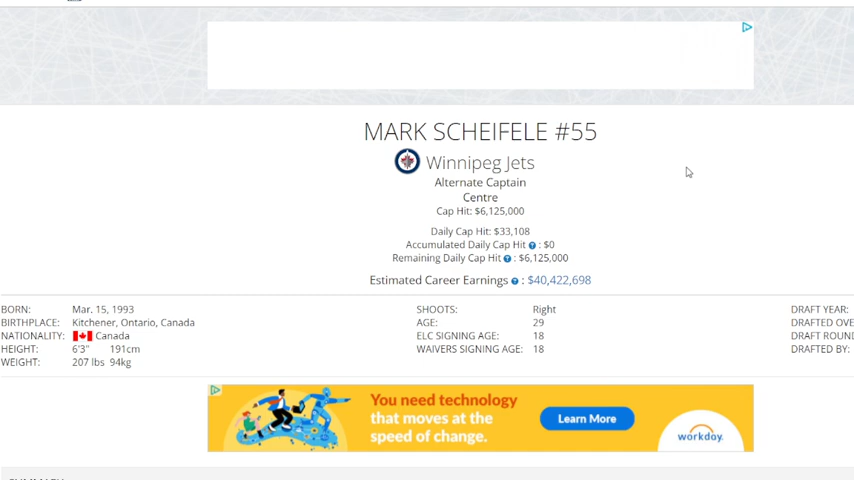 MARK SCHEIFELE #55
Winnipeg Jets
Alternate Captain
Centre
Cap Hit: $6,125,000
Daily Cap Hit: $33,108
Accumulated Daily Cap Hit ? : $0
Remaining Daily Cap Hit ? : $6,125,000
Estimated Career Earnings ? : $40,422,698
BORN: Mar. 15, 1993
BIRTHPLACE: Kitchener, Ontario, Canada
NATIONALITY: Canada
HEIGHT: 6'3" 191cm
WEIGHT: 207 lbs 94kg
SHOOTS: Right
AGE: 29
ELC SIGNING AGE: 18
WAIVERS SIGNING AGE: 18
DRAFT YEAR:
DRAFTED OVE
DRAFT ROUND
DRAFTED BY:
You need technology
that moves at the
speed of change.
Learn More
workday.